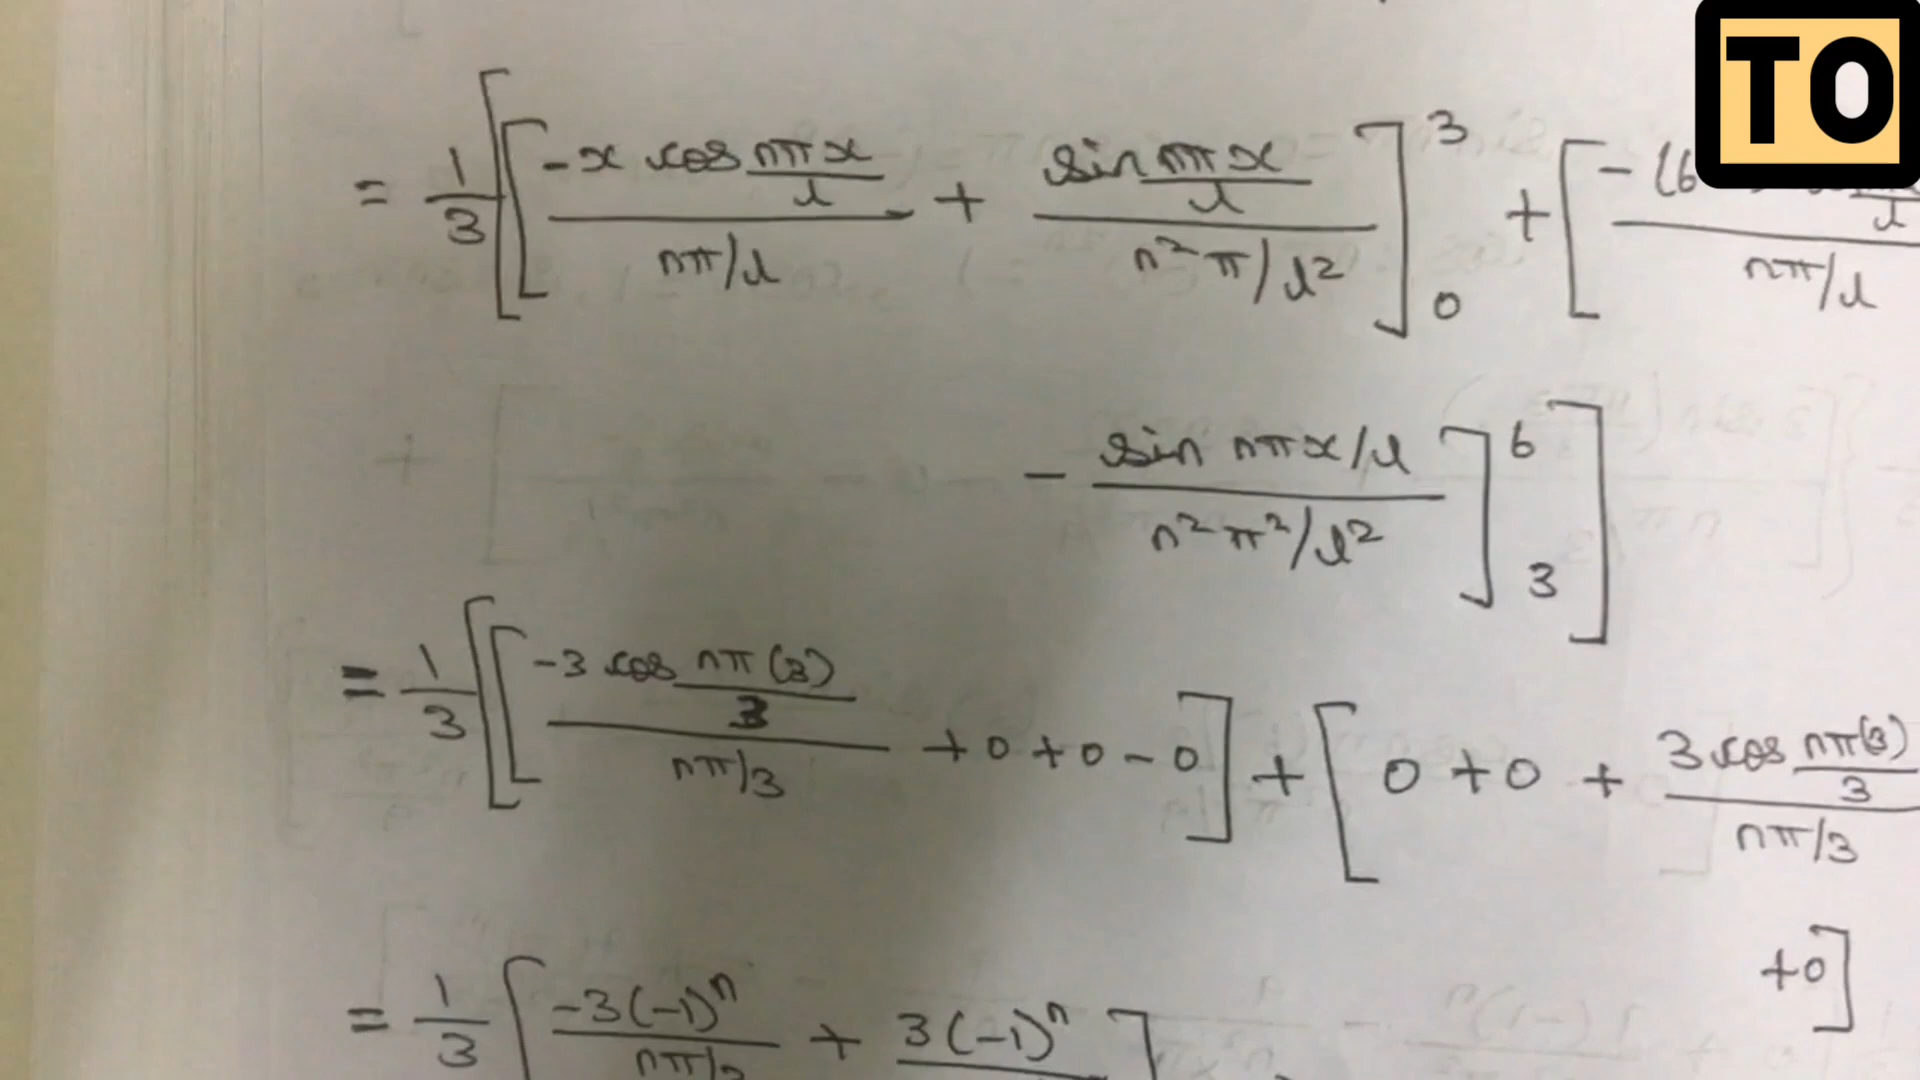 TO
= 1/3 [ [ (-x cos nπx/l) / (nπ/l) + (sin nπx/l) / (n²π/l²) ]₀³ + [ -(6 / (nπ/l)
- (sin nπx/l) / (n²π²/l²) ]₃⁶ ]
= 1/3 [ [ (-3 cos nπ(3)/3) / (nπ/3) + 0 + 0 - 0 ] + [ 0 + 0 + (3 cos nπ(3)/3) / (nπ/3)
+0 ]
= 1/3 [ -3(-1)ⁿ / nπ/3 + 3(-1)ⁿ ]